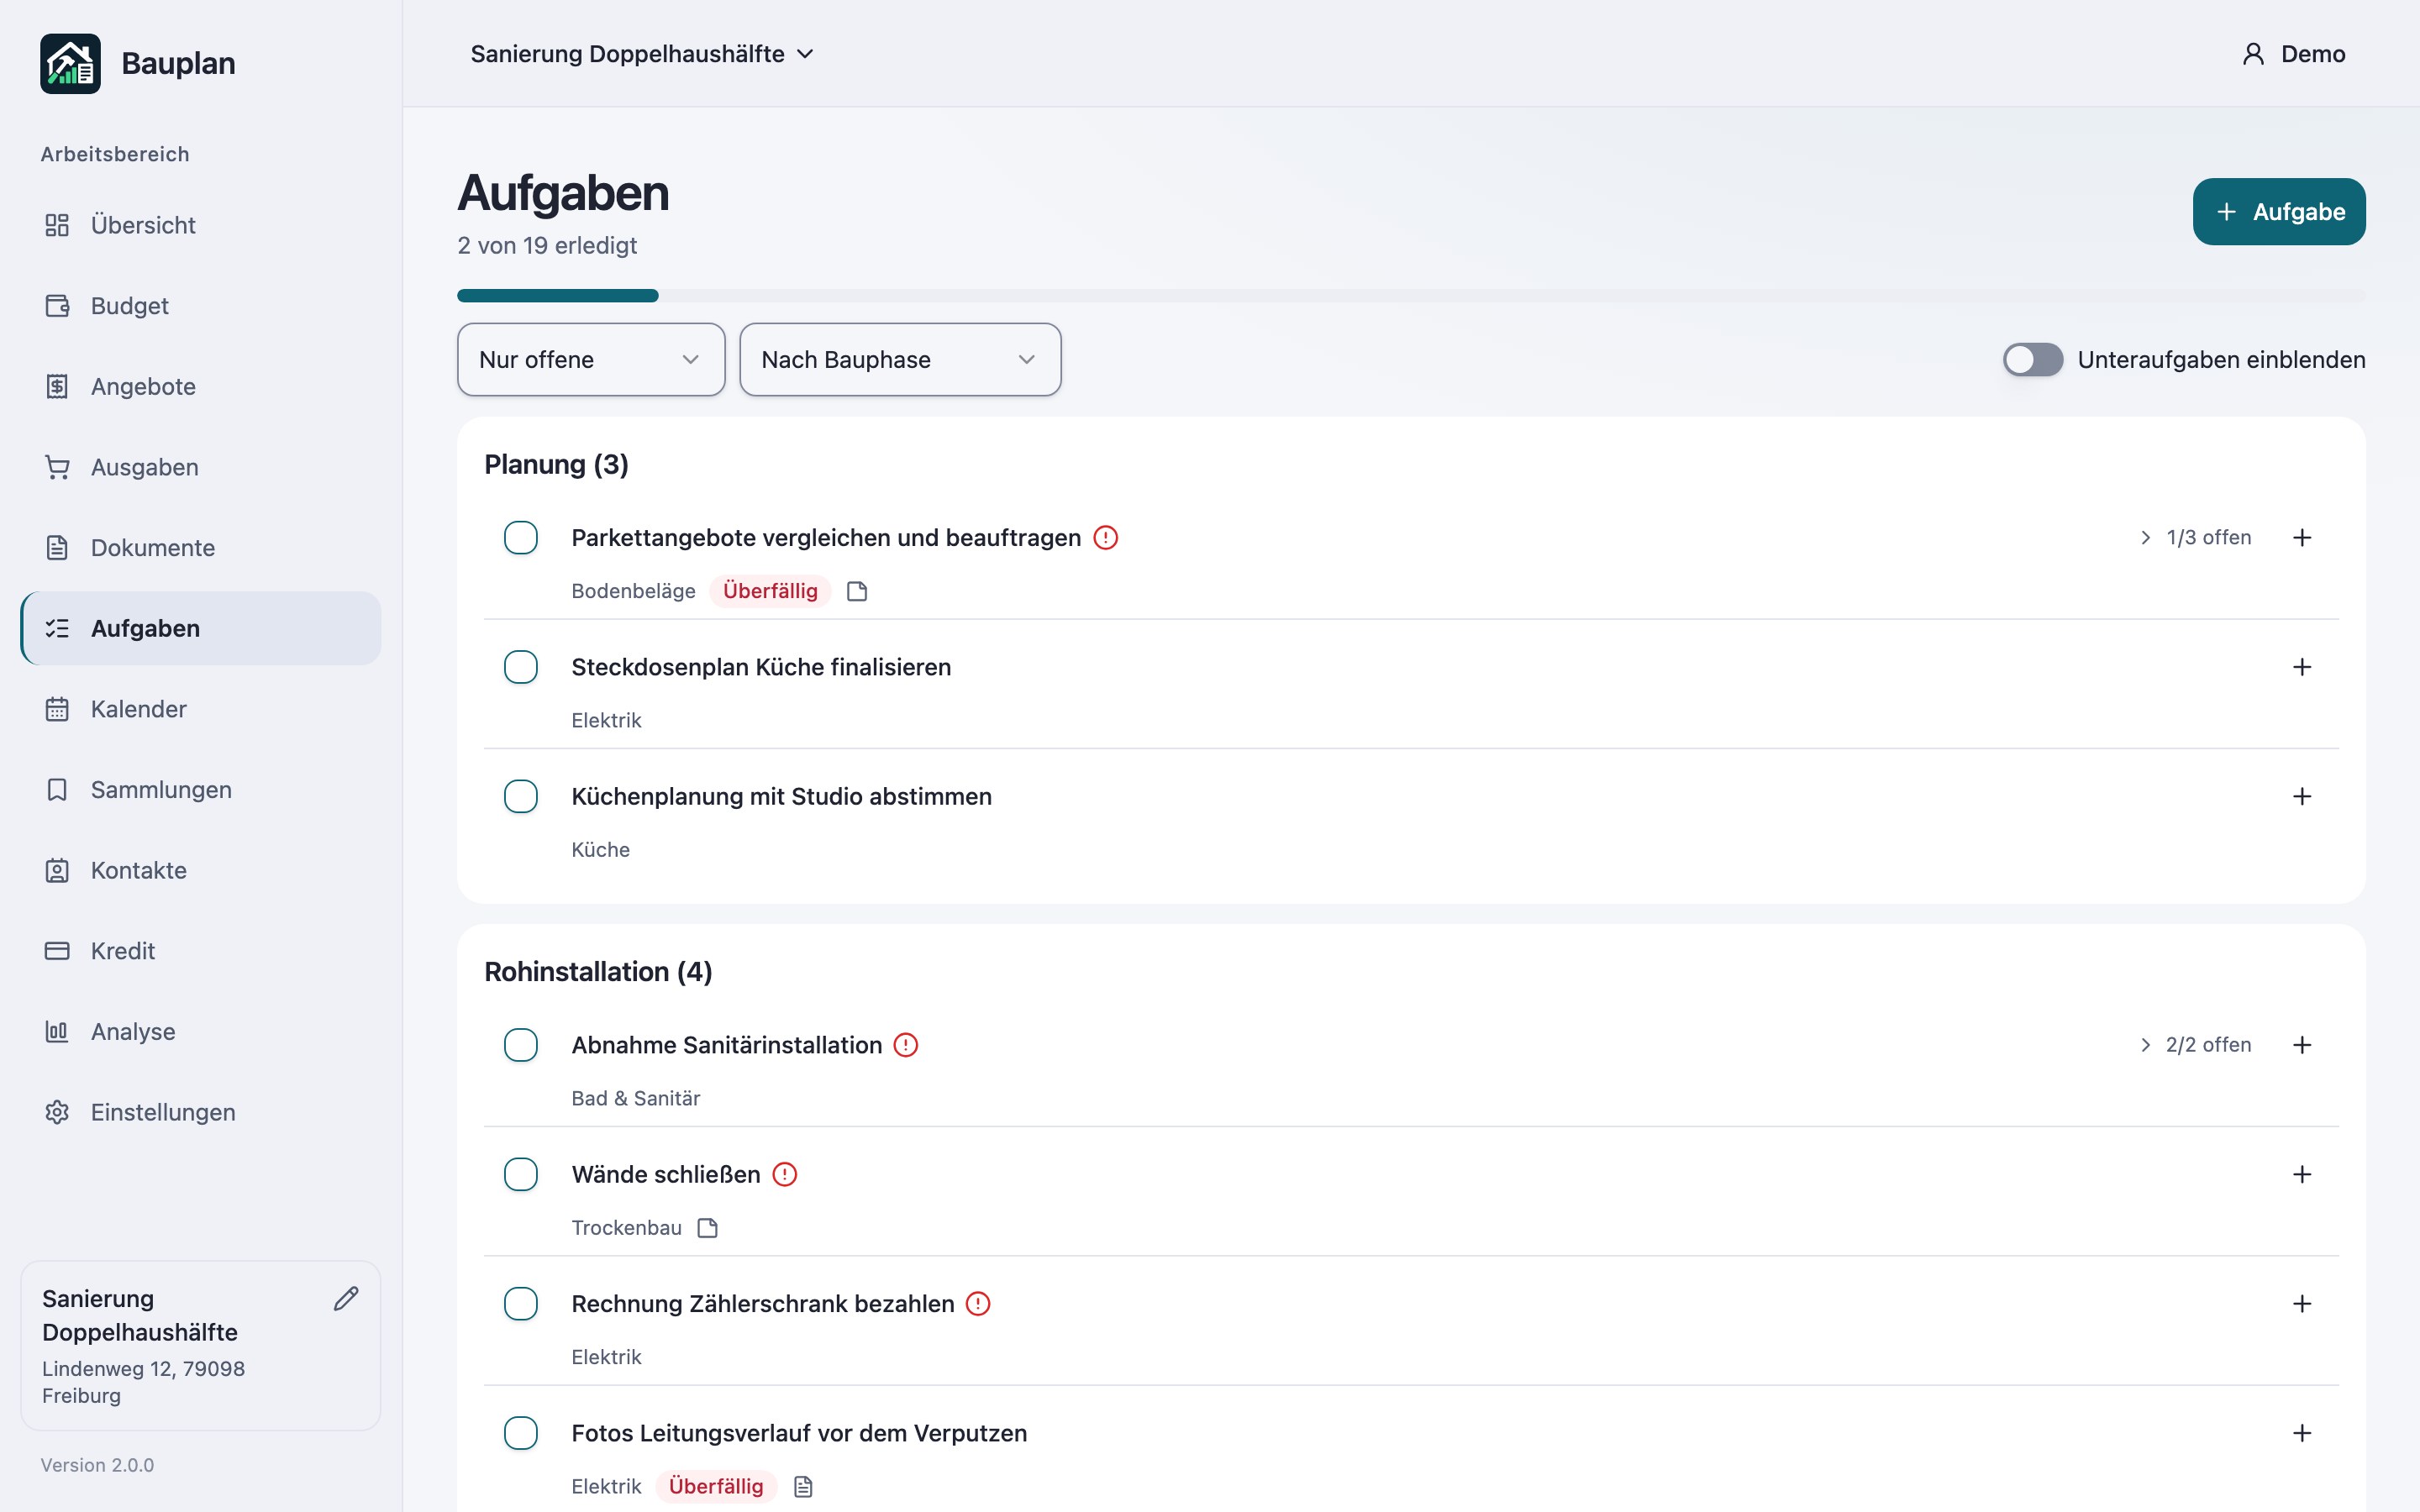 Bauplan
Arbeitsbereich
Übersicht
Budget
Angebote
Ausgaben
Dokumente
Aufgaben
Kalender
Sammlungen
Kontakte
Kredit
Analyse
Einstellungen
Sanierung
Doppelhaushälfte
Lindenweg 12, 79098
Freiburg
Version 2.0.0
Sanierung Doppelhaushälfte
Demo
Aufgaben
2 von 19 erledigt
+ Aufgabe
Nur offene
Nach Bauphase
Unteraufgaben einblenden
Planung (3)
Parkettangebote vergleichen und beauftragen
1/3 offen
Bodenbeläge Überfällig
Steckdosenplan Küche finalisieren
Elektrik
Küchenplanung mit Studio abstimmen
Küche
Rohinstallation (4)
Abnahme Sanitärinstallation
2/2 offen
Bad & Sanitär
Wände schließen
Trockenbau
Rechnung Zählerschrank bezahlen
Elektrik
Fotos Leitungsverlauf vor dem Verputzen
Elektrik Überfällig